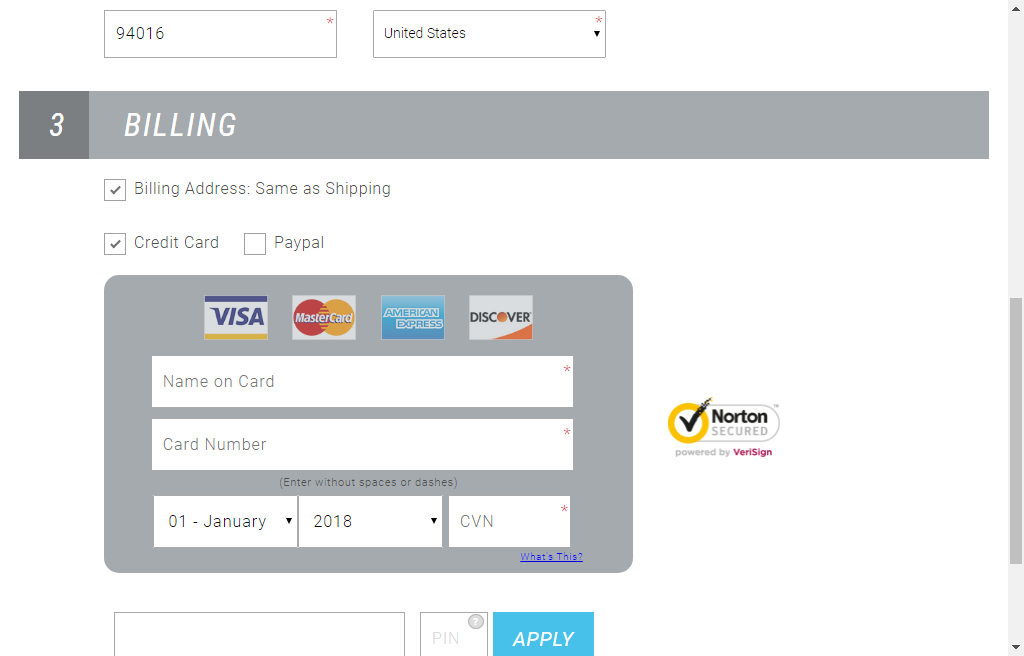 94016 *
United States *
3 BILLING
Billing Address: Same as Shipping
Credit Card Paypal
VISA MasterCard AMERICAN EXPRESS DISCOVER
Name on Card *
Card Number *
(Enter without spaces or dashes)
01 - January 2018 CVN *
What's This?
Norton
SECURED
powered by VeriSign
PIN ? APPLY